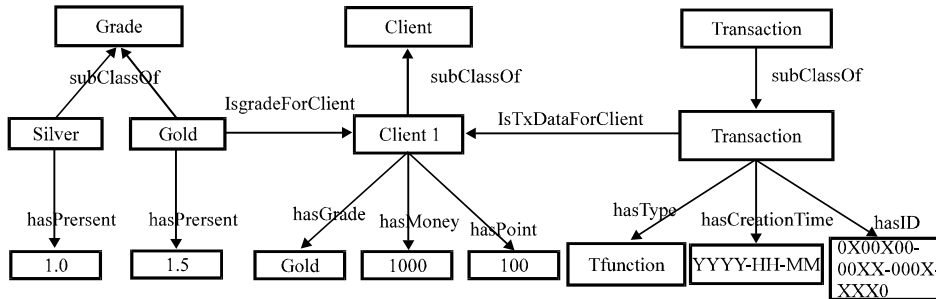 Grade
Client
Transaction
subClassOf
subClassOf
subClassOf
IsgradeForClient
IsTxDataForClient
Silver
Gold
Client 1
Transaction
hasPrersent
hasPrersent
hasGrade
hasMoney
hasPoint
hasType
hasCreationTime
hasID
1.0
1.5
Gold
1000
100
Tfunction
YYYY-HH-MM
0X00X00-
00XX-000X-
XXX0